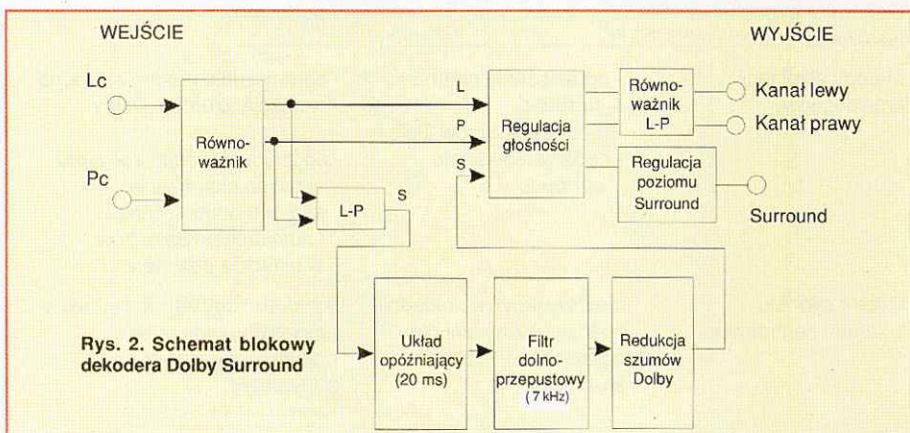 WEJŚCIE
WYJŚCIE
Lc
Pc
Równo-
ważnik
L
P
S
Regulacja
głośności
Równo-
ważnik
L-P
Kanał lewy
Kanał prawy
Regulacja
poziomu
Surround
Surround
L-P
S
Układ
opóźniający
(20 ms)
Filtr
dolno-
przepustowy
( 7 kHz)
Redukcja
szumów
Dolby
Rys. 2. Schemat blokowy
dekodera Dolby Surround